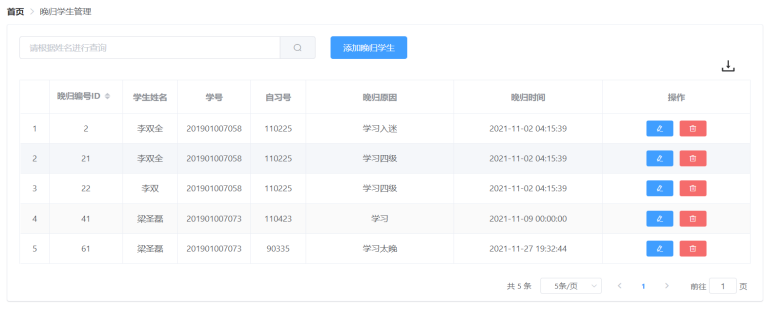 首页 > 晚归学生管理
请根据姓名进行查询 添加晚归学生
晚归编号ID 学生姓名 学号 自习号 晚归原因 晚归时间 操作
1 2 李双全 201901007058 110225 学习入迷 2021-11-02 04:15:39
2 21 李双全 201901007058 110225 学习四级 2021-11-02 04:15:39
3 22 李双 201901007058 110225 学习四级 2021-11-02 04:15:39
4 41 梁圣磊 201901007073 110423 学习 2021-11-09 00:00:00
5 61 梁圣磊 201901007073 90335 学习太晚 2021-11-27 19:32:44
共 5 条 5条/页 < 1 > 前往 1 页